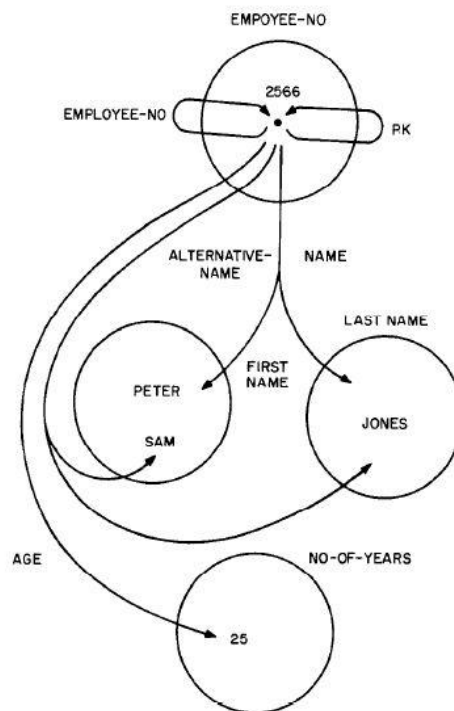 EMPOYEE-NO
2566
EMPLOYEE-NO
PK
ALTERNATIVE-
NAME
NAME
LAST NAME
FIRST
NAME
PETER
JONES
SAM
AGE
NO-OF-YEARS
25